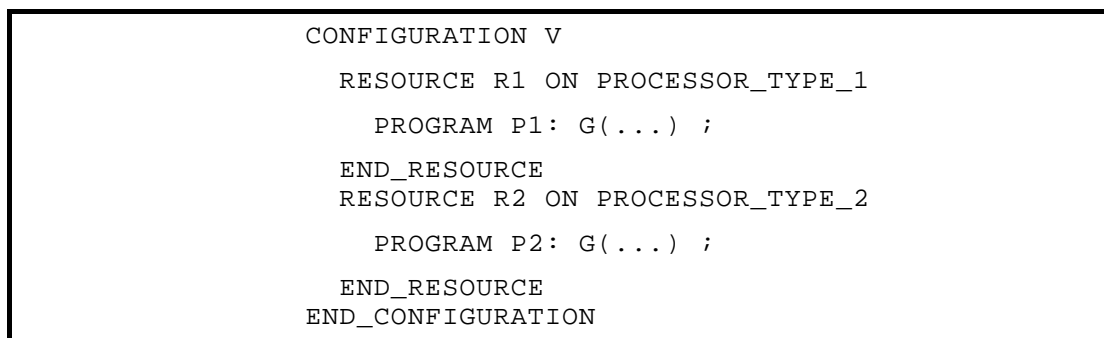 CONFIGURATION V
RESOURCE R1 ON PROCESSOR_TYPE_1
PROGRAM P1: G(...) ;
END_RESOURCE
RESOURCE R2 ON PROCESSOR_TYPE_2
PROGRAM P2: G(...) ;
END_RESOURCE
END_CONFIGURATION